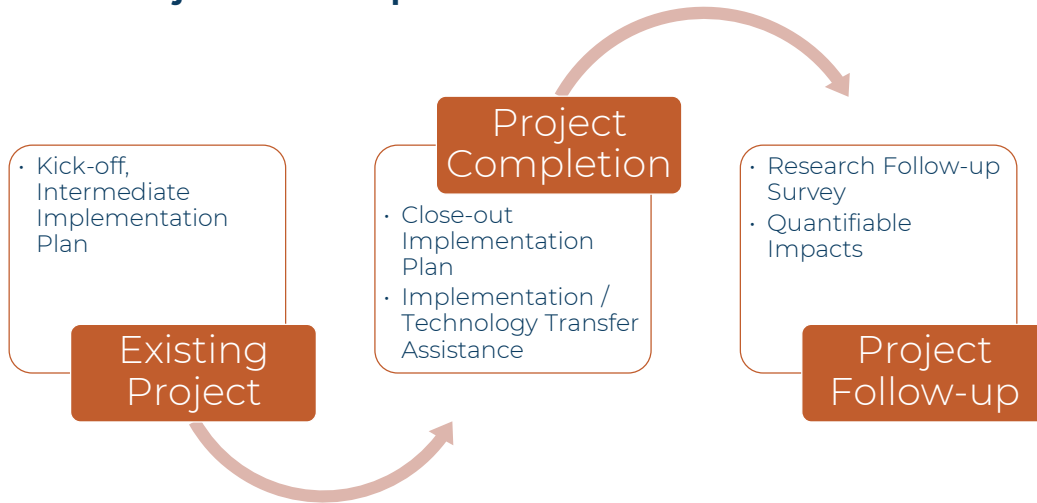 · Kick-off,
Intermediate
Implementation
Plan
Existing
Project
Project
Completion
· Close-out
Implementation
Plan
· Implementation /
Technology Transfer
Assistance
· Research Follow-up
Survey
· Quantifiable
Impacts
Project
Follow-up